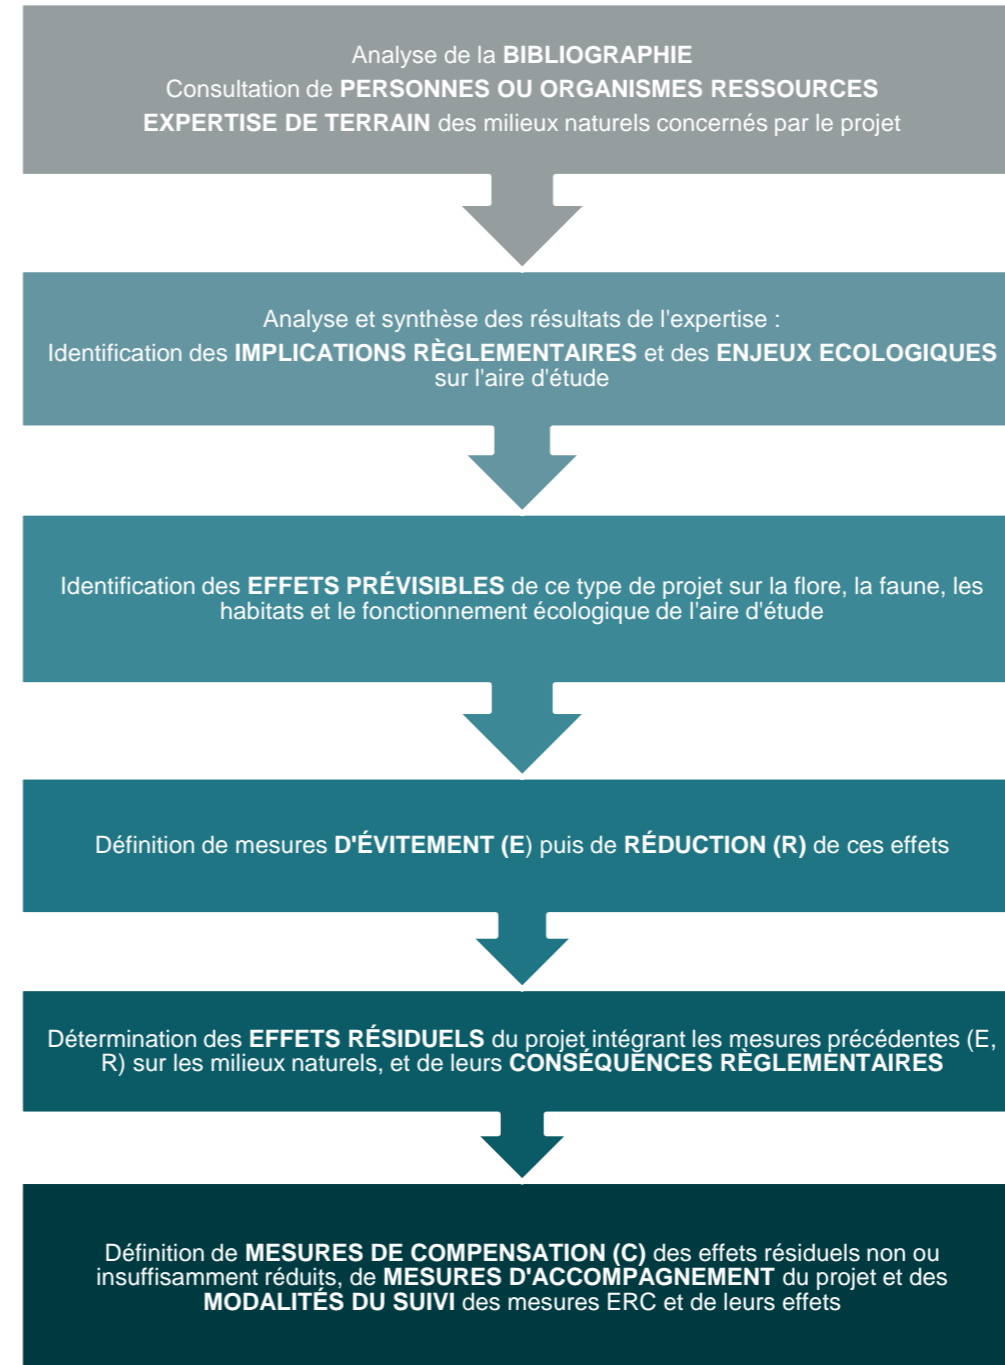 Analyse de la BIBLIOGRAPHIE
Consultation de PERSONNES OU ORGANISMES RESSOURCES
EXPERTISE DE TERRAIN des milieux naturels concernés par le projet
Analyse et synthèse des résultats de l'expertise :
Identification des IMPLICATIONS RÈGLEMENTAIRES et des ENJEUX ECOLOGIQUES
sur l'aire d'étude
Identification des EFFETS PRÉVISIBLES de ce type de projet sur la flore, la faune, les
habitats et le fonctionnement écologique de l'aire d'étude
Définition de mesures D'ÉVITEMENT (E) puis de RÉDUCTION (R) de ces effets
Détermination des EFFETS RÉSIDUELS du projet intégrant les mesures précédentes (E,
R) sur les milieux naturels, et de leurs CONSÉQUENCES RÈGLEMENTAIRES
Définition de MESURES DE COMPENSATION (C) des effets résiduels non ou
insuffisamment réduits, de MESURES D'ACCOMPAGNEMENT du projet et des
MODALITÉS DU SUIVI des mesures ERC et de leurs effets